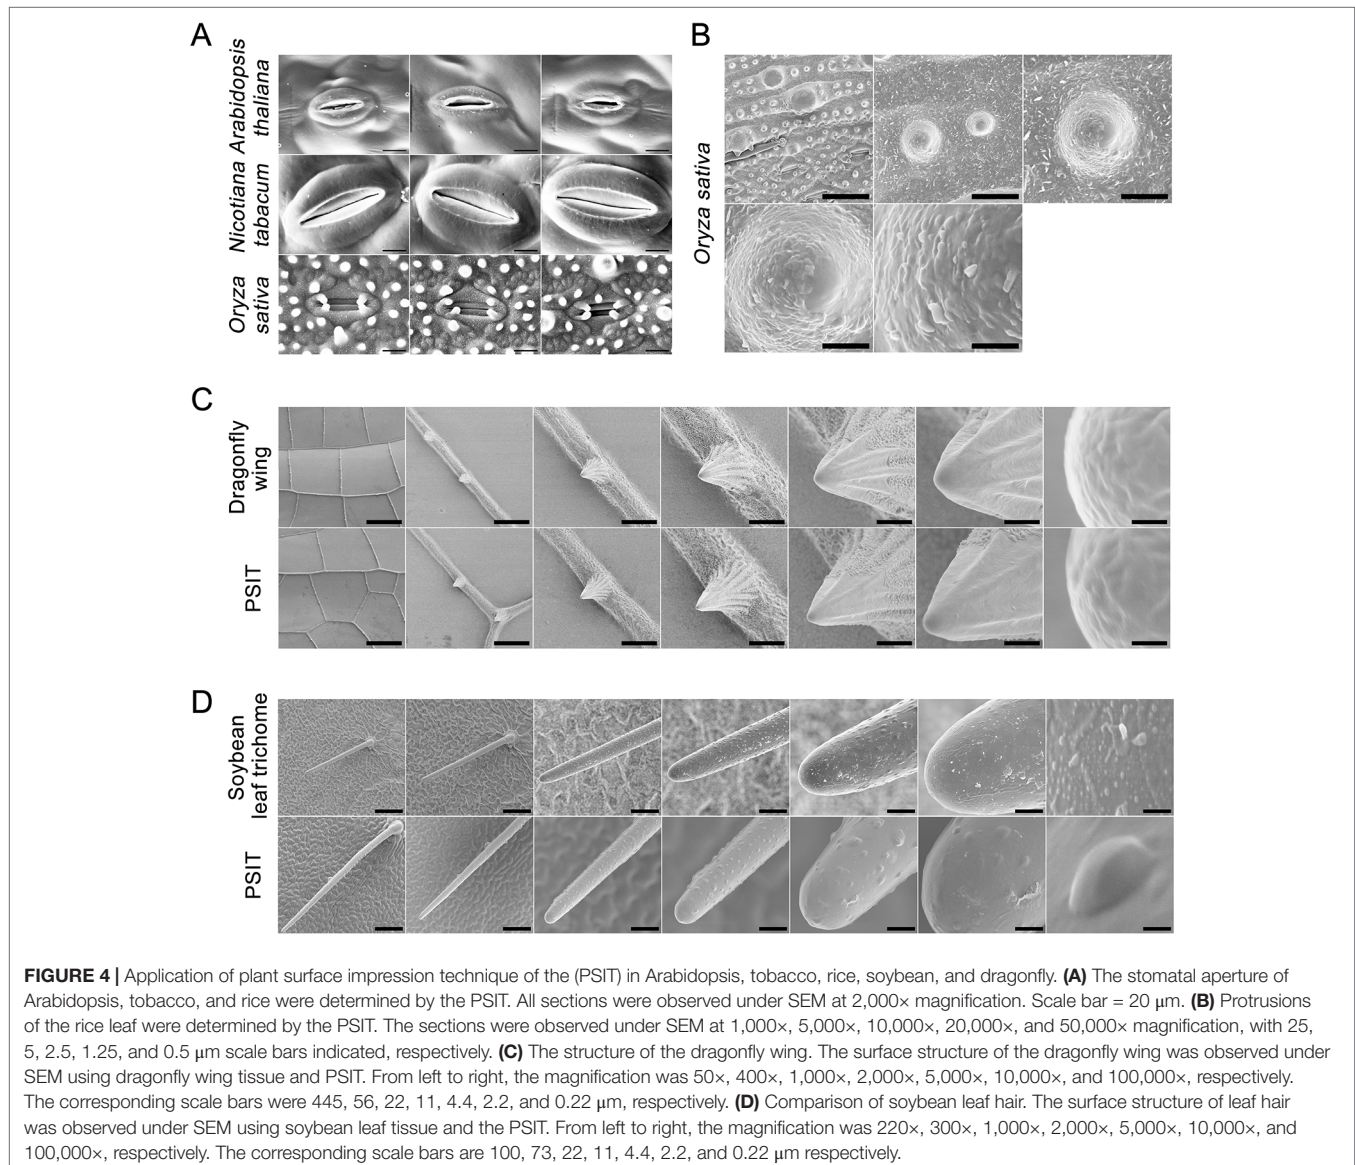 A
B
Arabidopsis
thaliana
Nicotiana
tabacum
Oryza
sativa
Oryza sativa
C
Dragonfly
wing
PSIT
D
Soybean
leaf trichome
PSIT
FIGURE 4 | Application of plant surface impression technique of the (PSIT) in Arabidopsis, tobacco, rice, soybean, and dragonfly. (A) The stomatal aperture of
Arabidopsis, tobacco, and rice were determined by the PSIT. All sections were observed under SEM at 2,000× magnification. Scale bar = 20 μm. (B) Protrusions
of the rice leaf were determined by the PSIT. The sections were observed under SEM at 1,000×, 5,000×, 10,000×, 20,000×, and 50,000× magnification, with 25,
5, 2.5, 1.25, and 0.5 μm scale bars indicated, respectively. (C) The structure of the dragonfly wing. The surface structure of the dragonfly wing was observed under
SEM using dragonfly wing tissue and PSIT. From left to right, the magnification was 50×, 400×, 1,000×, 2,000×, 5,000×, 10,000×, and 100,000×, respectively.
The corresponding scale bars were 445, 56, 22, 11, 4.4, 2.2, and 0.22 μm, respectively. (D) Comparison of soybean leaf hair. The surface structure of leaf hair
was observed under SEM using soybean leaf tissue and the PSIT. From left to right, the magnification was 220×, 300×, 1,000×, 2,000×, 5,000×, 10,000×, and
100,000×, respectively. The corresponding scale bars are 100, 73, 22, 11, 4.4, 2.2, and 0.22 μm respectively.